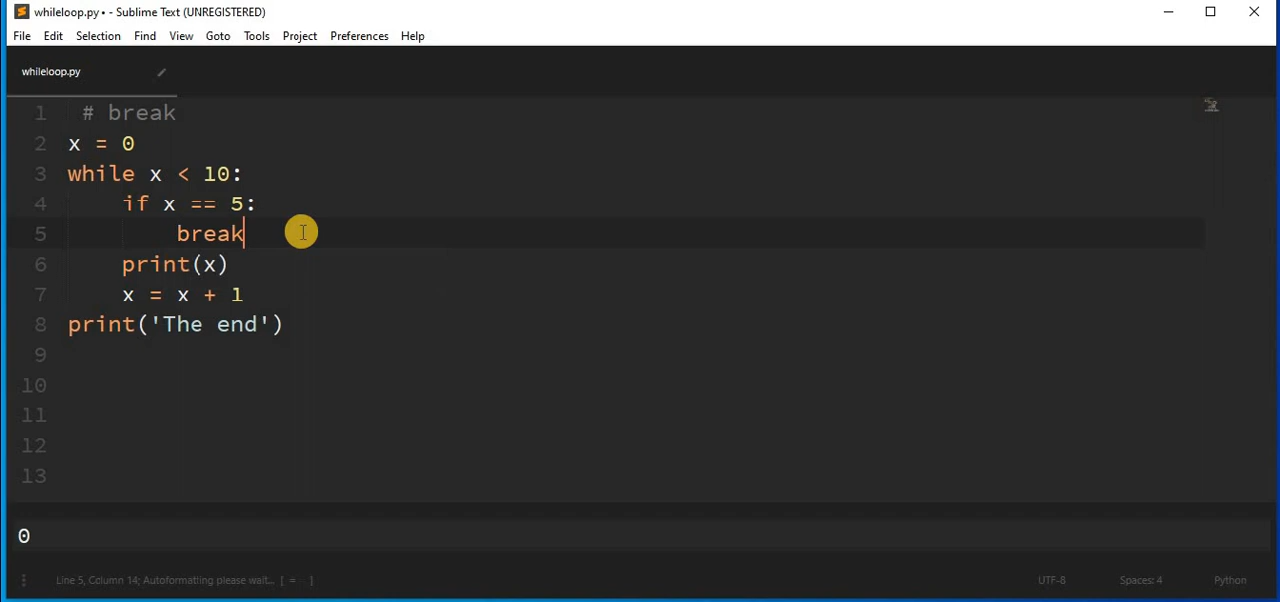 whileloop.py • - Sublime Text (UNREGISTERED)
File Edit Selection Find View Goto Tools Project Preferences Help
whileloop.py
1 # break
2 x = 0
3 while x < 10:
4 if x == 5:
5 break
6 print(x)
7 x = x + 1
8 print('The end')
9
10
11
12
13
0
Line 5, Column 14; Autoformatling please wait... [ = ] UTF-8 Spaces: 4 Python